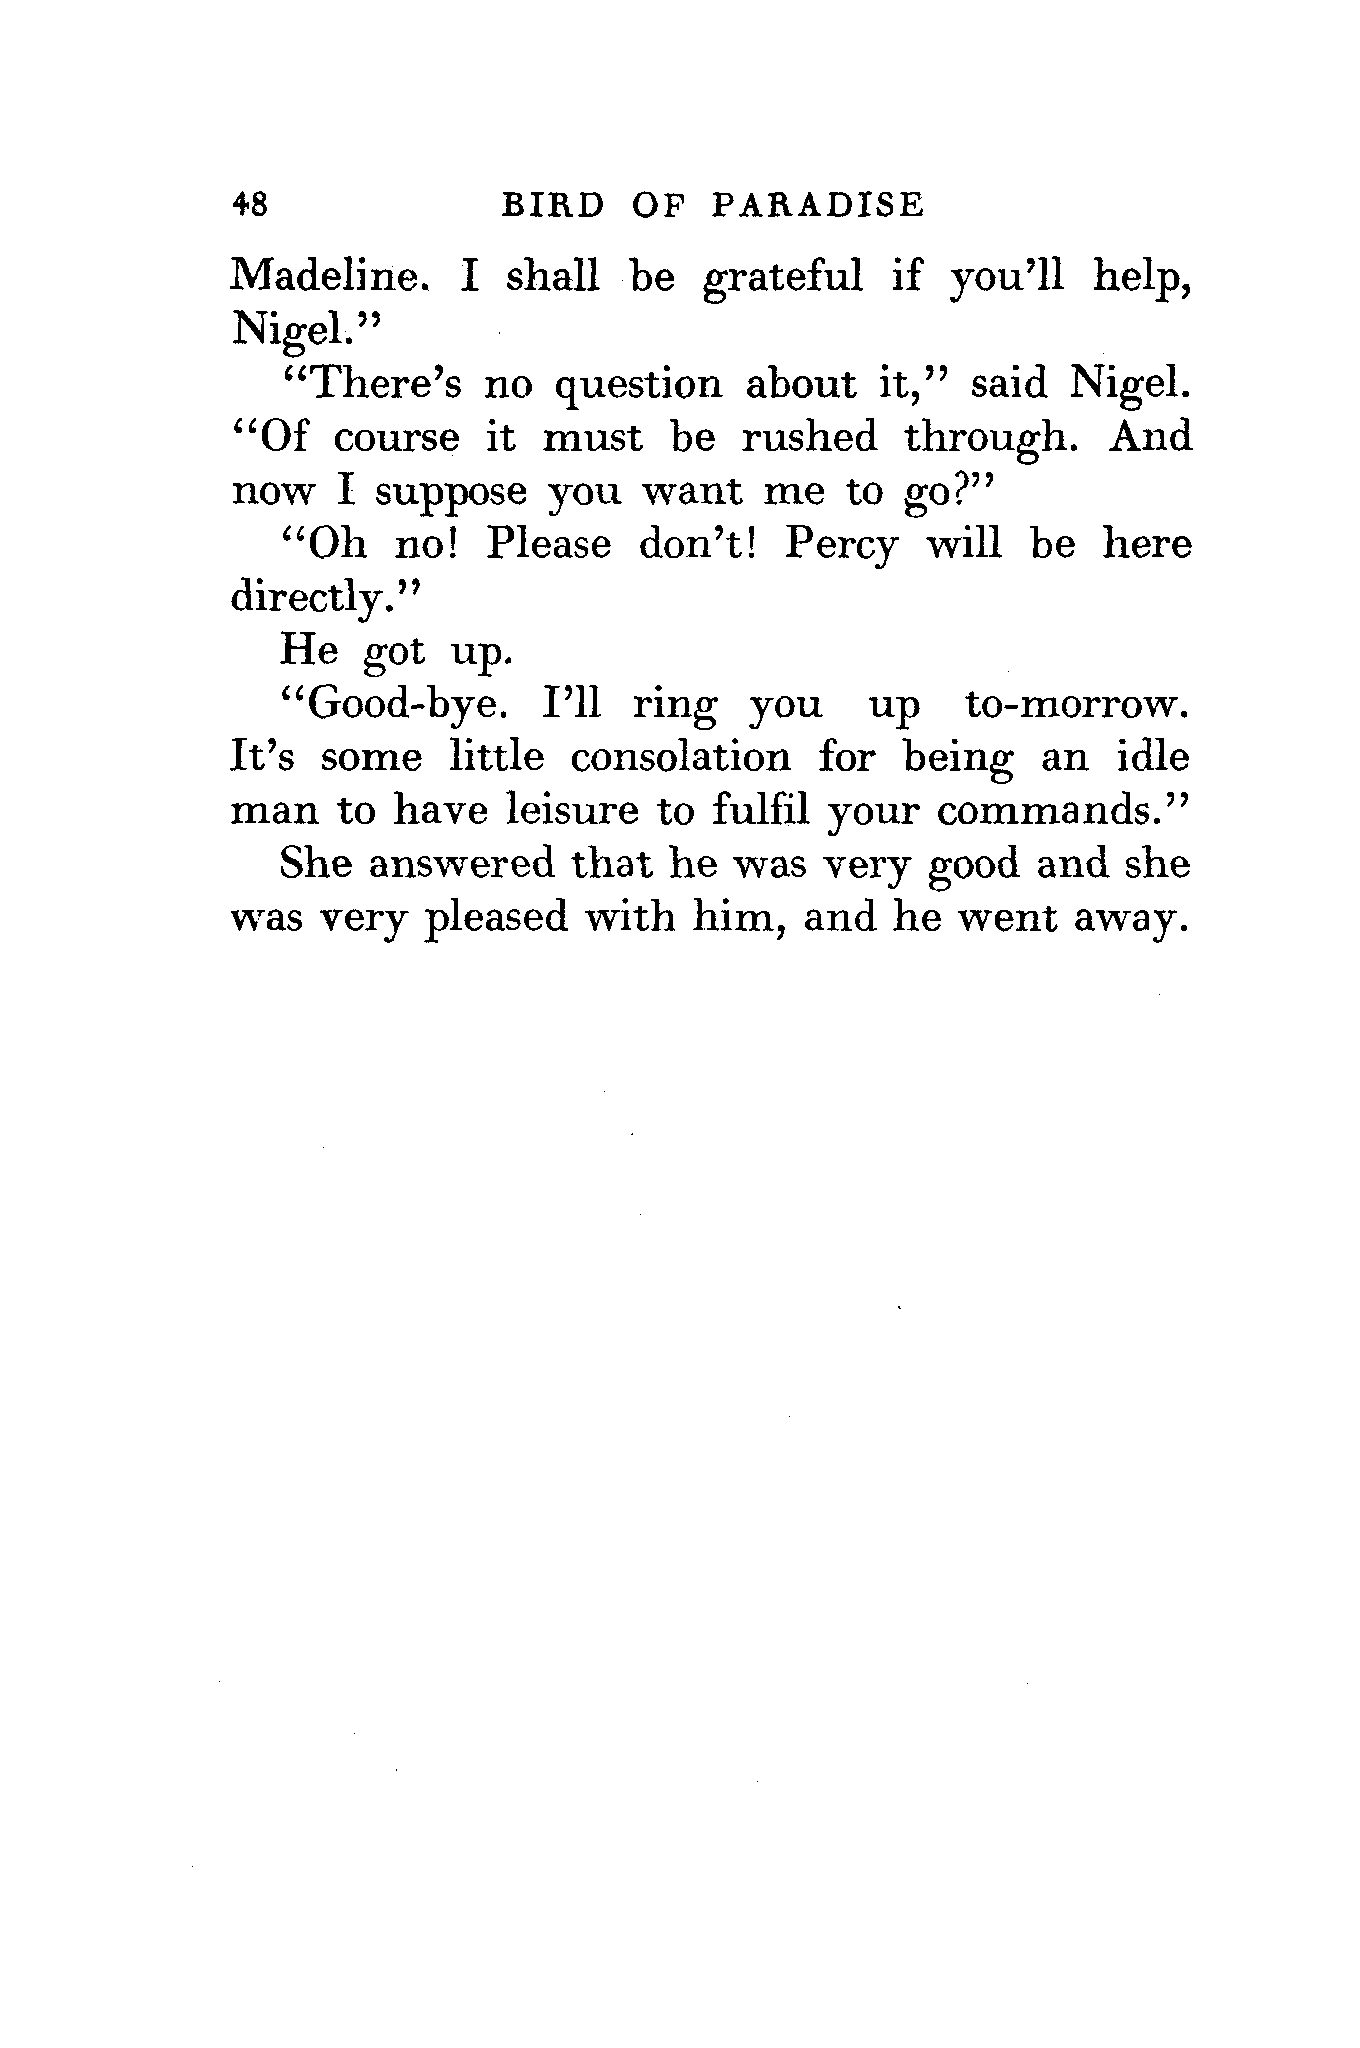 48 BIRD OF PARADISE
Madeline. I shall be grateful if you'll help,
Nigel."
"There's no question about it," said Nigel.
"Of course it must be rushed through. And
now I suppose you want me to go?"
"Oh no! Please don't! Percy will be here
directly."
He got up.
"Good-bye. I'll ring you up to-morrow.
It's some little consolation for being an idle
man to have leisure to fulfil your commands."
She answered that he was very good and she
was very pleased with him, and he went away.